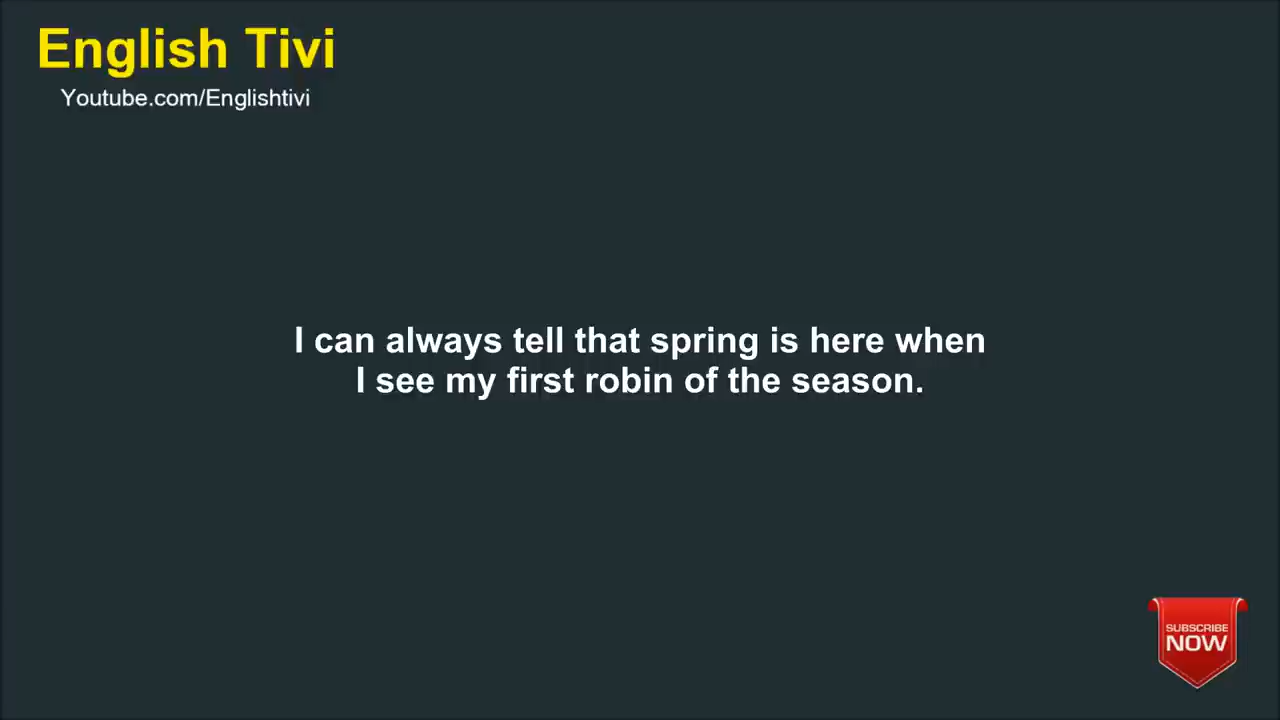 English Tivi
Youtube.com/Englishtivi
I can always tell that spring is here when
I see my first robin of the season.
SUBSCRIBE
NOW